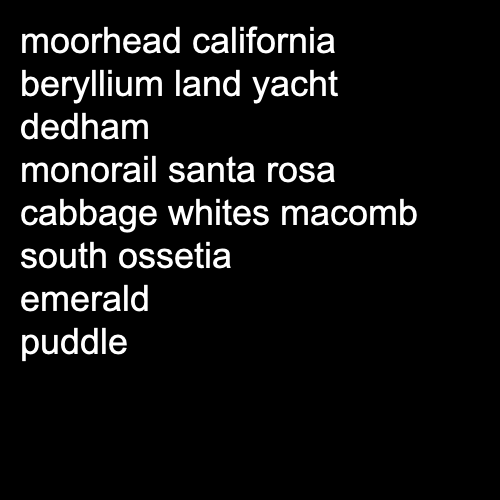 moorhead california
beryllium land yacht
dedham
monorail santa rosa
cabbage whites macomb
south ossetia
emerald
puddle